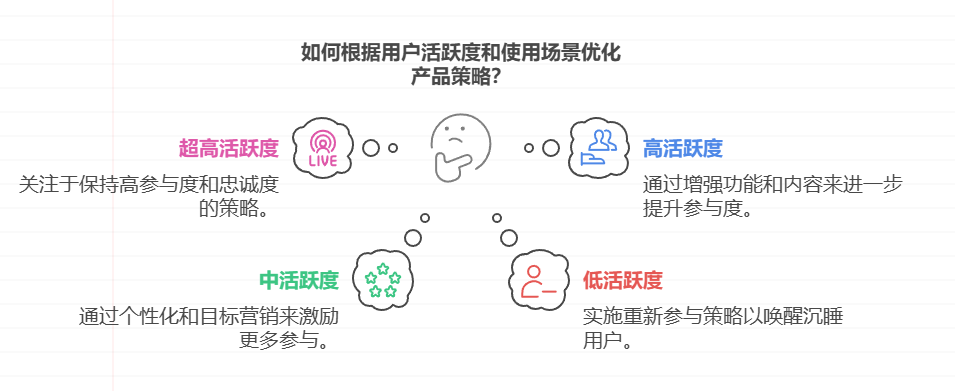 如何根据用户活跃度和使用场景优化
产品策略？
超高活跃度
LIVE
关注于保持高参与度和忠诚度
的策略。
高活跃度
通过增强功能和内容来进一步
提升参与度。
中活跃度
通过个性化和目标营销来激励
更多参与。
低活跃度
实施重新参与策略以唤醒沉睡
用户。